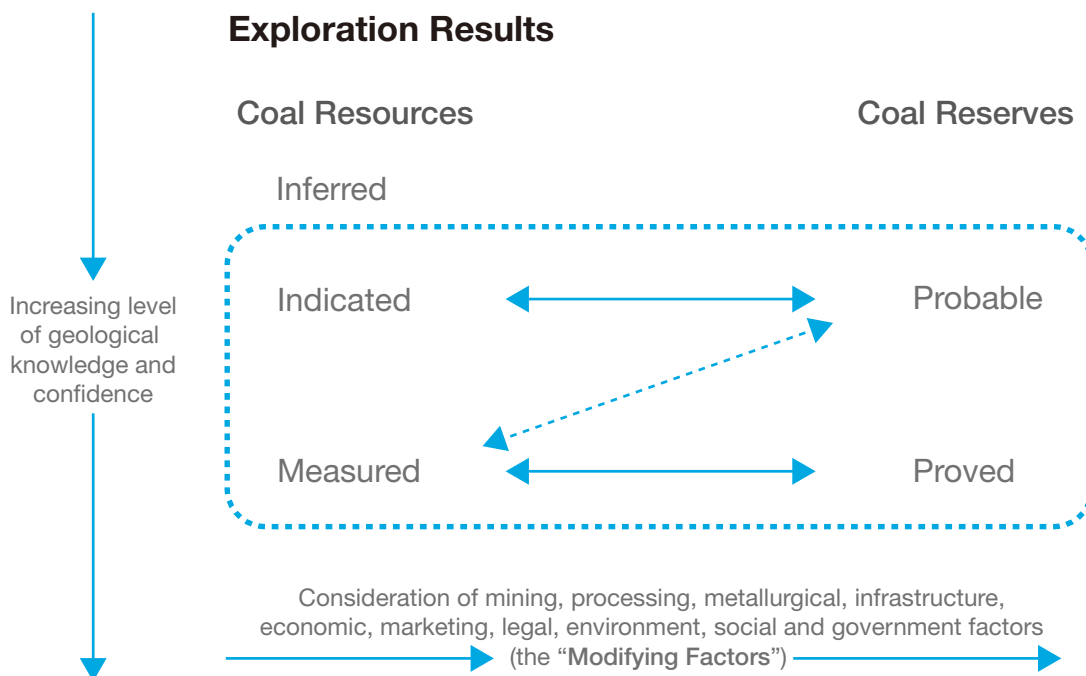 Exploration Results
Coal Resources
Coal Reserves
Inferred
Indicated
Probable
Increasing level
of geological
knowledge and
confidence
Measured
Proved
Consideration of mining, processing, metallurgical, infrastructure,
economic, marketing, legal, environment, social and government factors
(the “Modifying Factors”)